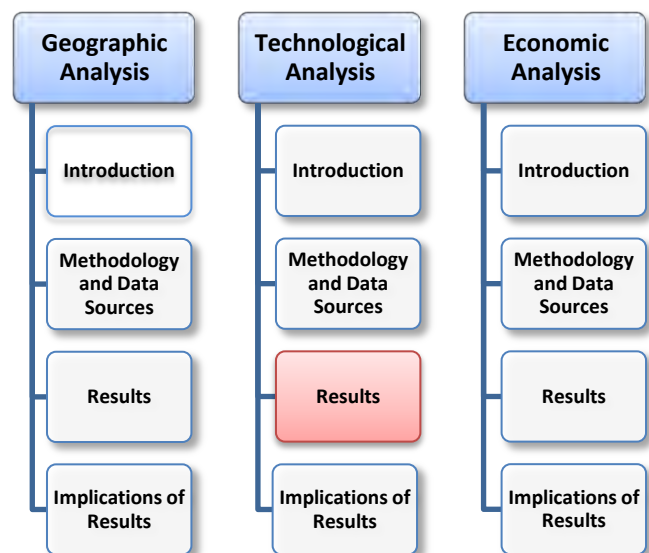 Geographic
Analysis
Introduction
Methodology
and Data
Sources
Results
Implications of
Results
Technological
Analysis
Introduction
Methodology
and Data
Sources
Results
Implications of
Results
Economic
Analysis
Introduction
Methodology
and Data
Sources
Results
Implications of
Results